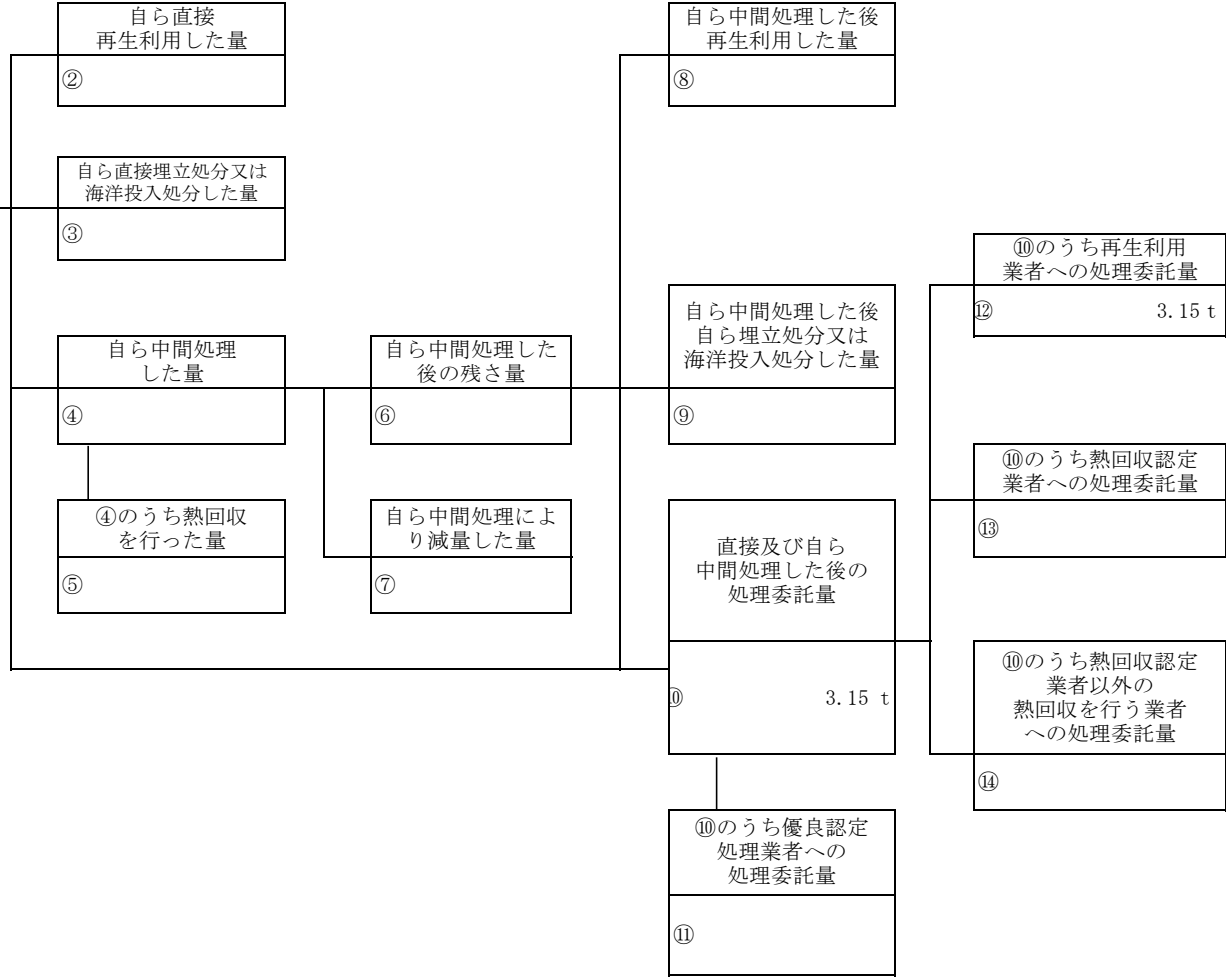 自ら直接
再生利用した量
②
自ら直接埋立処分又は
海洋投入処分した量
③
自ら中間処理
した量
④
④のうち熱回収
を行った量
⑤
自ら中間処理した
後の残さ量
⑥
自ら中間処理によ
り減量した量
⑦
自ら中間処理した後
再生利用した量
⑧
自ら中間処理した後
自ら埋立処分又は
海洋投入処分した量
⑨
直接及び自ら
中間処理した後の
処理委託量
⑩ 3.15 t
⑩のうち優良認定
処理業者への
処理委託量
⑪
⑩のうち再生利用
業者への処理委託量
⑫ 3.15 t
⑩のうち熱回収認定
業者への処理委託量
⑬
⑩のうち熱回収認定
業者以外の
熱回収を行う業者
への処理委託量
⑭